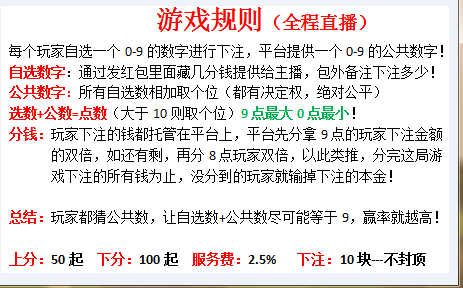 游戏规则（全程直播）
每个玩家自选一个 0-9 的数字进行下注，平台提供一个 0-9 的公共数字！
自选数字：通过发红包里面藏几分钱提供给主播，包外备注下注多少！
公共数字：所有自选数字相加取个位（都有决定权，绝对公平）
选数+公数=点数（大于 10 则取个位）9 点最大 0 点最小！
分钱：玩家下注的钱都托管在平台上，平台先分拿 9 点的玩家下注金额
的双倍，如还有剩，再分 8 点玩家双倍，以此类推，分完这局游
戏下注的所有钱为止，没分到的玩家就输掉下注的本金！
总结：玩家都猜公共数，让自选数+公共数尽可能等于 9，赢率就越高！
上分：50 起 下分：100 起 服务费：2.5% 下注：10 块---不封顶